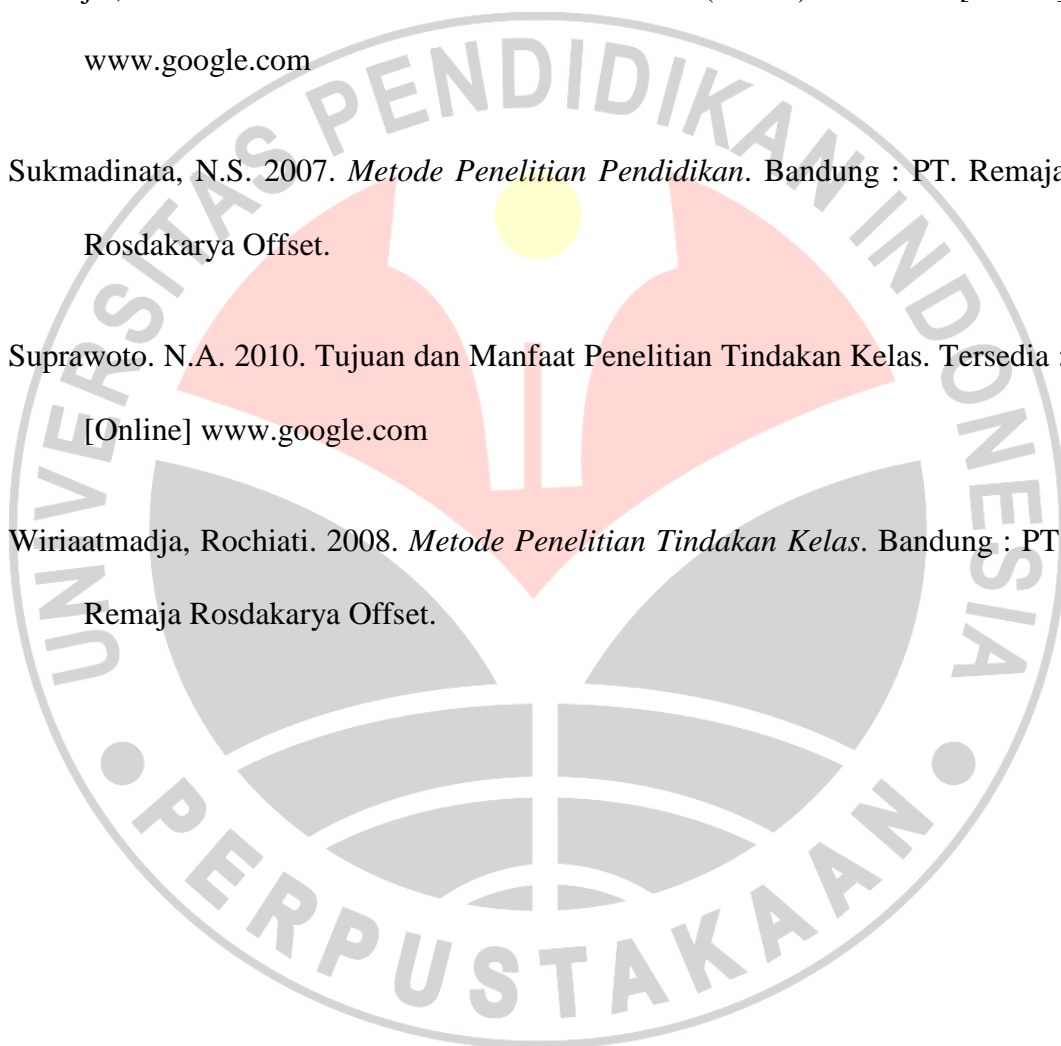 www.google.com
Sukmadinata, N.S. 2007. Metode Penelitian Pendidikan. Bandung : PT. Remaja
Rosdakarya Offset.
Suprawoto. N.A. 2010. Tujuan dan Manfaat Penelitian Tindakan Kelas. Tersedia :
[Online] www.google.com
Wiriaatmadja, Rochiati. 2008. Metode Penelitian Tindakan Kelas. Bandung : PT
Remaja Rosdakarya Offset.
UNIVERSITAS PENDIDIKAN INDONESIA
PERPUSTAKAAN